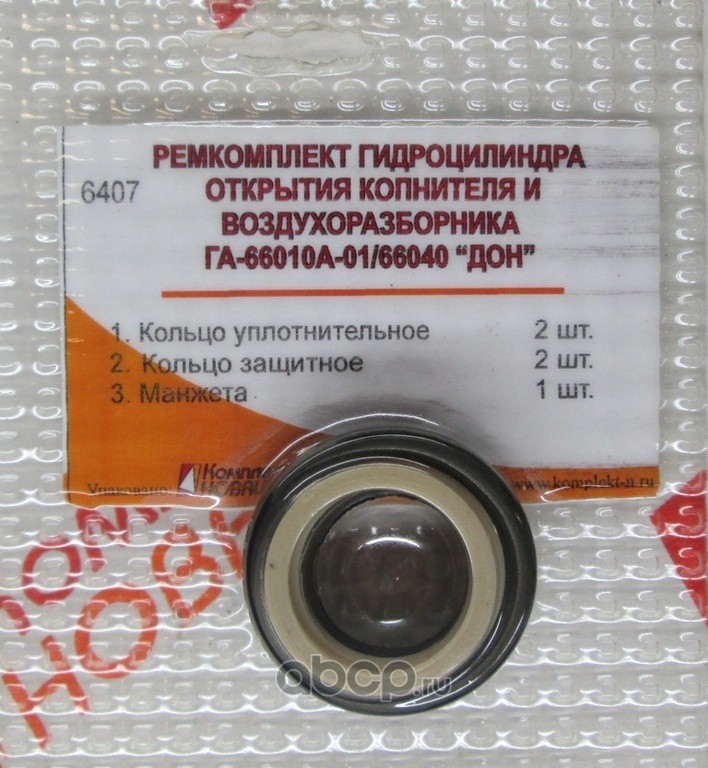 РЕМКОМПЛЕКТ ГИДРОЦИЛИНДРА
6407
ОТКРЫТИЯ КОПНИТЕЛЯ И
ВОЗДУХОРАЗБОРНИКА
ГА-66010А-01/66040 “ДОН”
1. Кольцо уплотнительное 2 шт.
2. Кольцо защитное 2 шт.
3. Манжета 1 шт.
Упаковано
www.komplekt-n.ru
abcp.ru